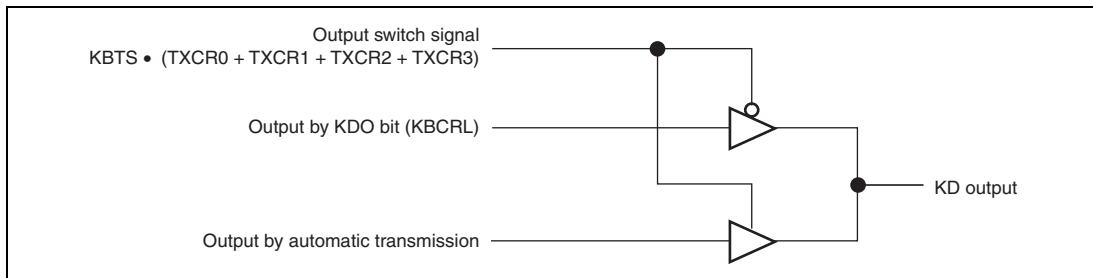 Output switch signal
KBTS • (TXCR0 + TXCR1 + TXCR2 + TXCR3)
Output by KDO bit (KBCRL)
KD output
Output by automatic transmission